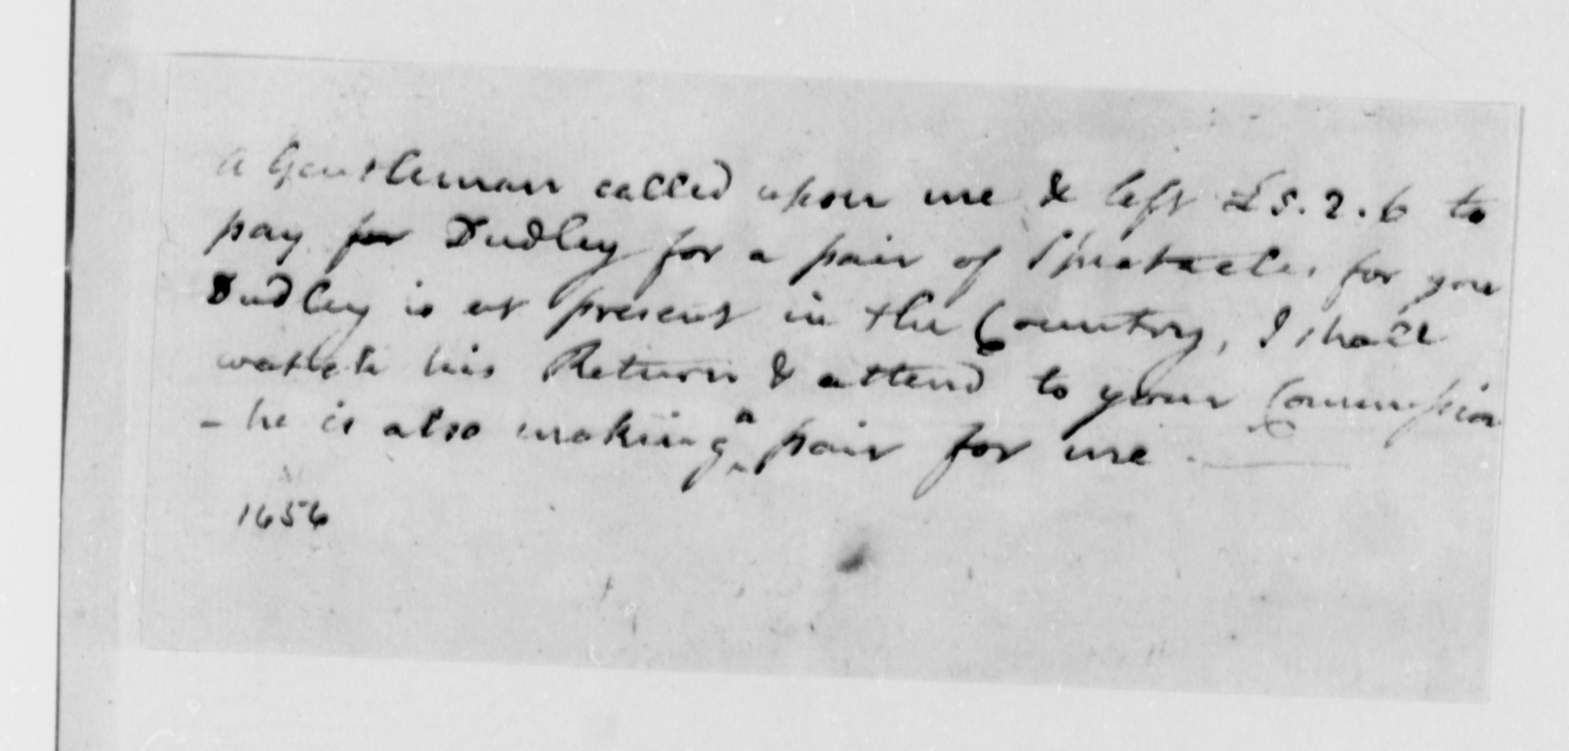 a Gentleman called upon me & left £5.2.6 to
pay for Dudley for a pair of Spectacles for you
Dudley is at present in the Country, I shall
watch his Return & attend to your Commission
- he is also making a pair for me.
1656